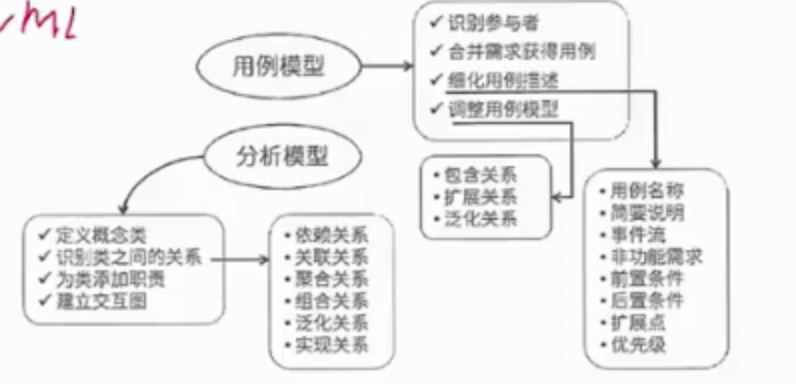 UML
用例模型
✓ 识别参与者
✓ 合并需求获得用例
✓ 细化用例描述
✓ 调整用例模型
分析模型
• 包含关系
• 扩展关系
• 泛化关系
• 用例名称
• 简要说明
• 事件流
• 非功能需求
• 前置条件
• 后置条件
• 扩展点
• 优先级
✓ 定义概念类
✓ 识别类之间的关系
✓ 为类添加职责
✓ 建立交互图
• 依赖关系
• 关联关系
• 聚合关系
• 组合关系
• 泛化关系
• 实现关系